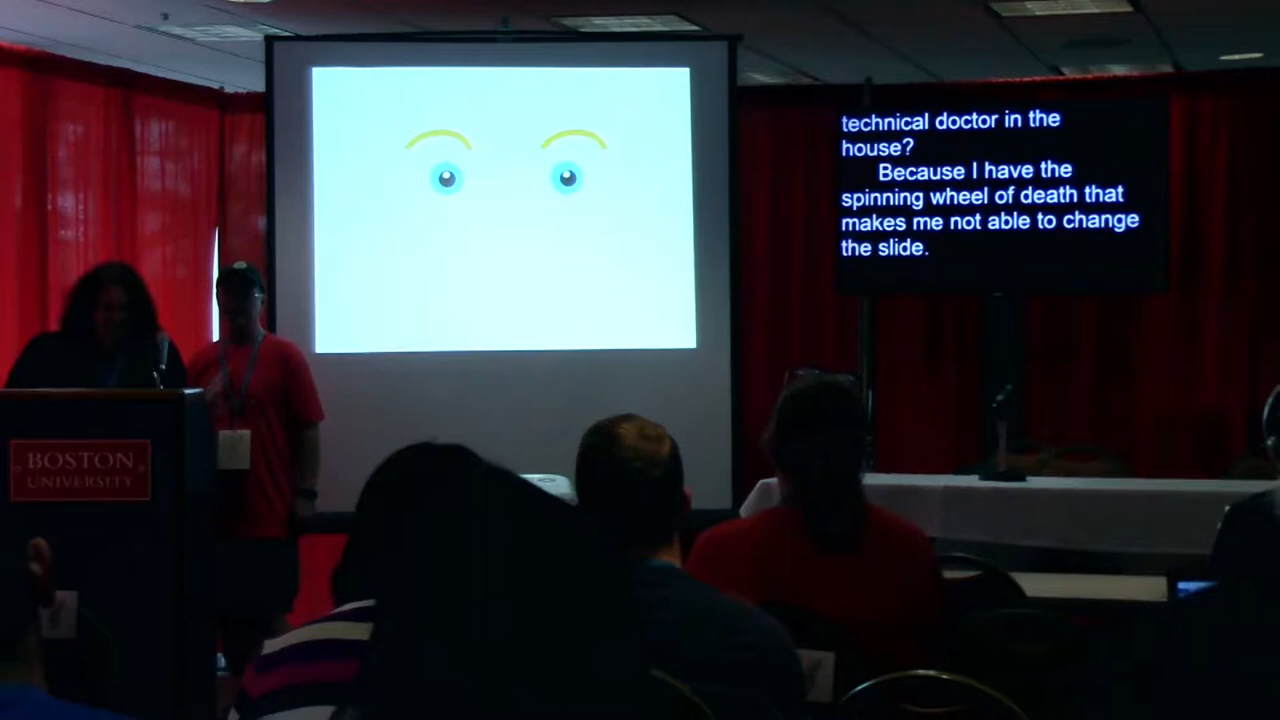 technical doctor in the
house?
Because I have the
spinning wheel of death that
makes me not able to change
the slide.
BOSTON
UNIVERSITY